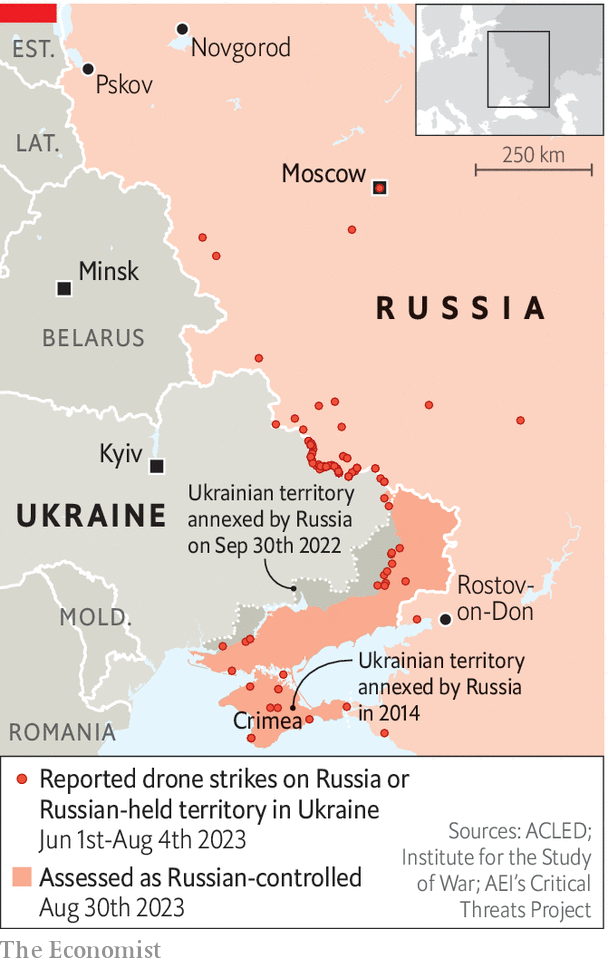 EST.
Novgorod
Pskov
LAT.
250 km
Moscow
Minsk
RUSSIA
BELARUS
Kyiv
Ukrainian territory
annexed by Russia
on Sep 30th 2022
UKRAINE
Rostov-
on-Don
MOLD.
Ukrainian territory
annexed by Russia
in 2014
Crimea
ROMANIA
Reported drone strikes on Russia or
Russian-held territory in Ukraine
Jun 1st-Aug 4th 2023
Assessed as Russian-controlled
Aug 30th 2023
Sources: ACLED;
Institute for the Study
of War; AEI’s Critical
Threats Project
The Economist